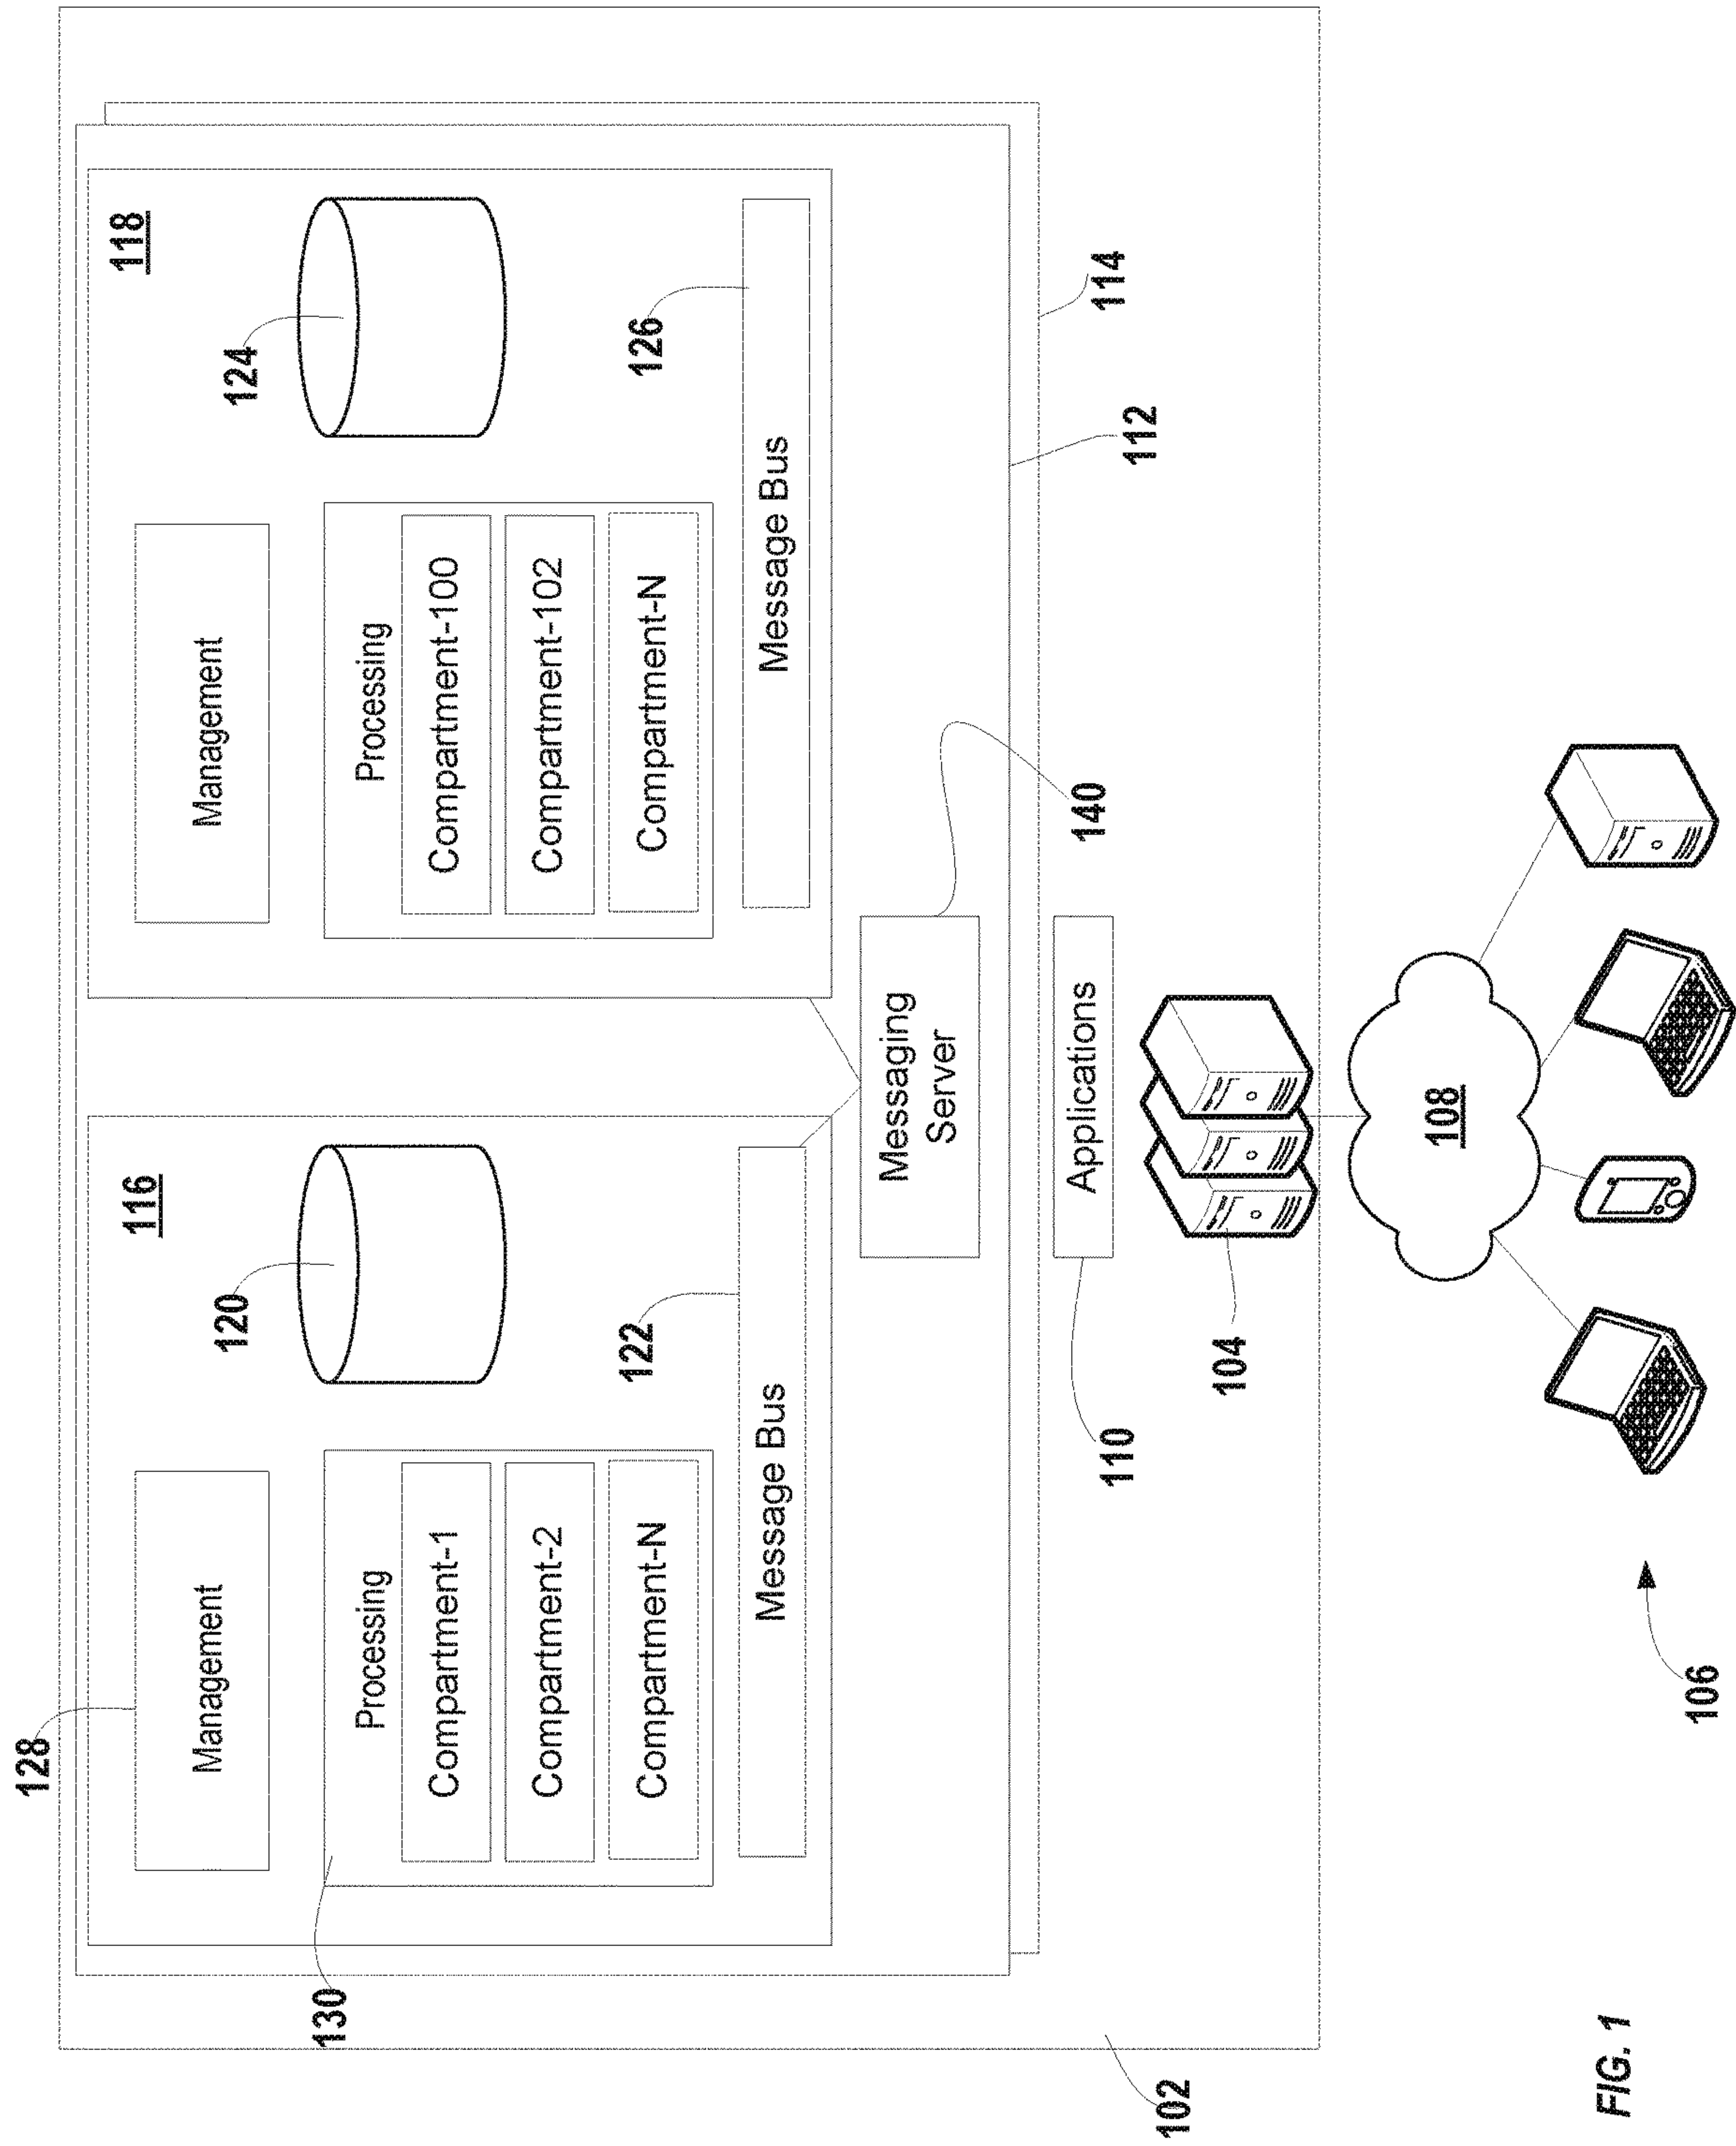 128
Management
130
Processing
Compartment-1
Compartment-2
Compartment-N
120
116
122
Message Bus
Management
Processing
Compartment-100
Compartment-102
Compartment-N
124
118
126
Message Bus
Messaging
Server
140
112
114
110
Applications
104
102
108
106
FIG. 1